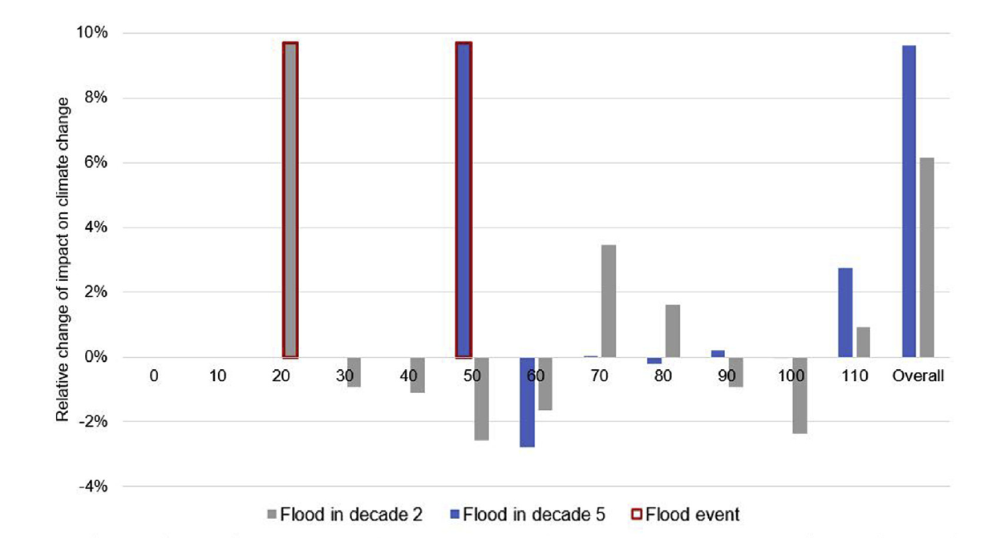 10%
8%
6%
4%
2%
0%
-2%
-4%
Relative change of impact on climate change
0 10 20 30 40 50 60 70 80 90 100 110 Overall
Flood in decade 2 Flood in decade 5 Flood event